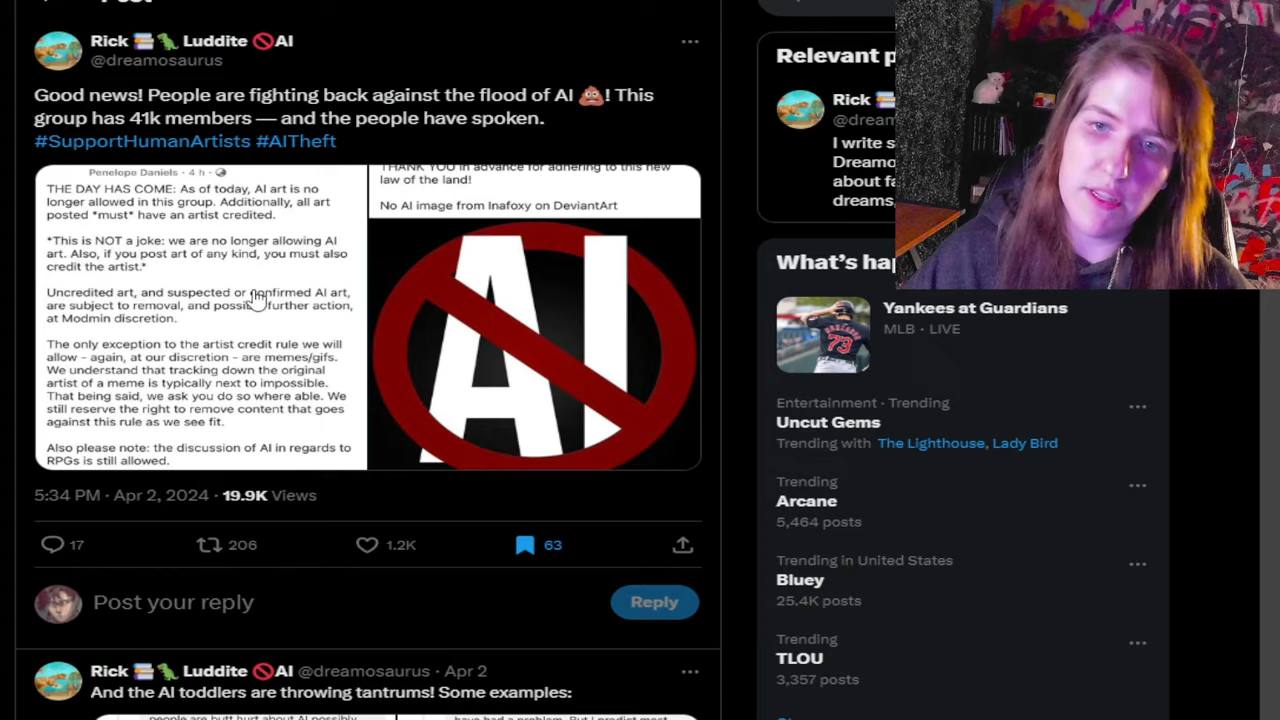 Rick Luddite AI
@dreamosaurus
Good news! People are fighting back against the flood of AI ! This
group has 41k members — and the people have spoken.
#SupportHumanArtists #AITheft
Penelope Daniels · 4 h ·
THE DAY HAS COME: As of today, AI art is no
longer allowed in this group. Additionally, all art
posted *must* have an artist credited.
*This is NOT a joke: we are no longer allowing AI
art. Also, if you post art of any kind, you must also
credit the artist.*
Uncredited art, and suspected or confirmed AI art,
are subject to removal, and possible further action,
at Modmin discretion.
The only exception to the artist credit rule we will
allow - again, at our discretion - are memes/gifs.
We understand that tracking down the original
artist of a meme is typically next to impossible.
That being said, we ask you do so where able. We
still reserve the right to remove content that goes
against this rule as we see fit.
Also please note: the discussion of AI in regards to
RPGs is still allowed.
THANK YOU in advance for adhering to this new
law of the land!
No AI image from Inafoxy on DeviantArt
AI
5:34 PM · Apr 2, 2024 · 19.9K Views
17
206
1.2K
63
Post your reply
Reply
Rick Luddite AI @dreamosaurus · Apr 2
And the AI toddlers are throwing tantrums! Some examples:
people are butt hurt about AI possibly
have had a problem. But I predict most
Relevant p
Rick
@drean
I write s
Dreamo
about fa
dreams,
What's hap
Yankees at Guardians
MLB · LIVE
Entertainment · Trending
Uncut Gems
Trending with The Lighthouse, Lady Bird
Trending
Arcane
5,464 posts
Trending in United States
Bluey
25.4K posts
Trending
TLOU
3,357 posts